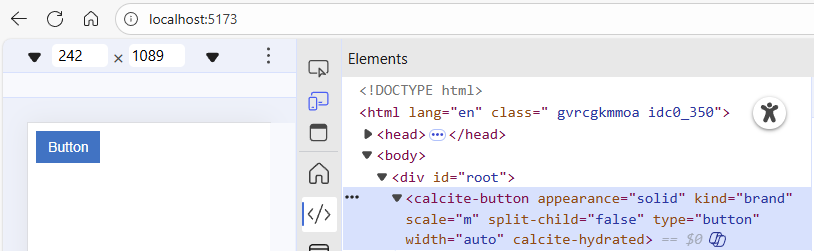 localhost:5173
242 × 1089
Elements
<!DOCTYPE html>
<html lang="en" class=" gvrcgkmmoa idc0_350">
<head> ··· </head>
<body>
<div id="root">
<calcite-button appearance="solid" kind="brand"
scale="m" split-child="false" type="button"
width="auto" calcite-hydrated> == $0
Button